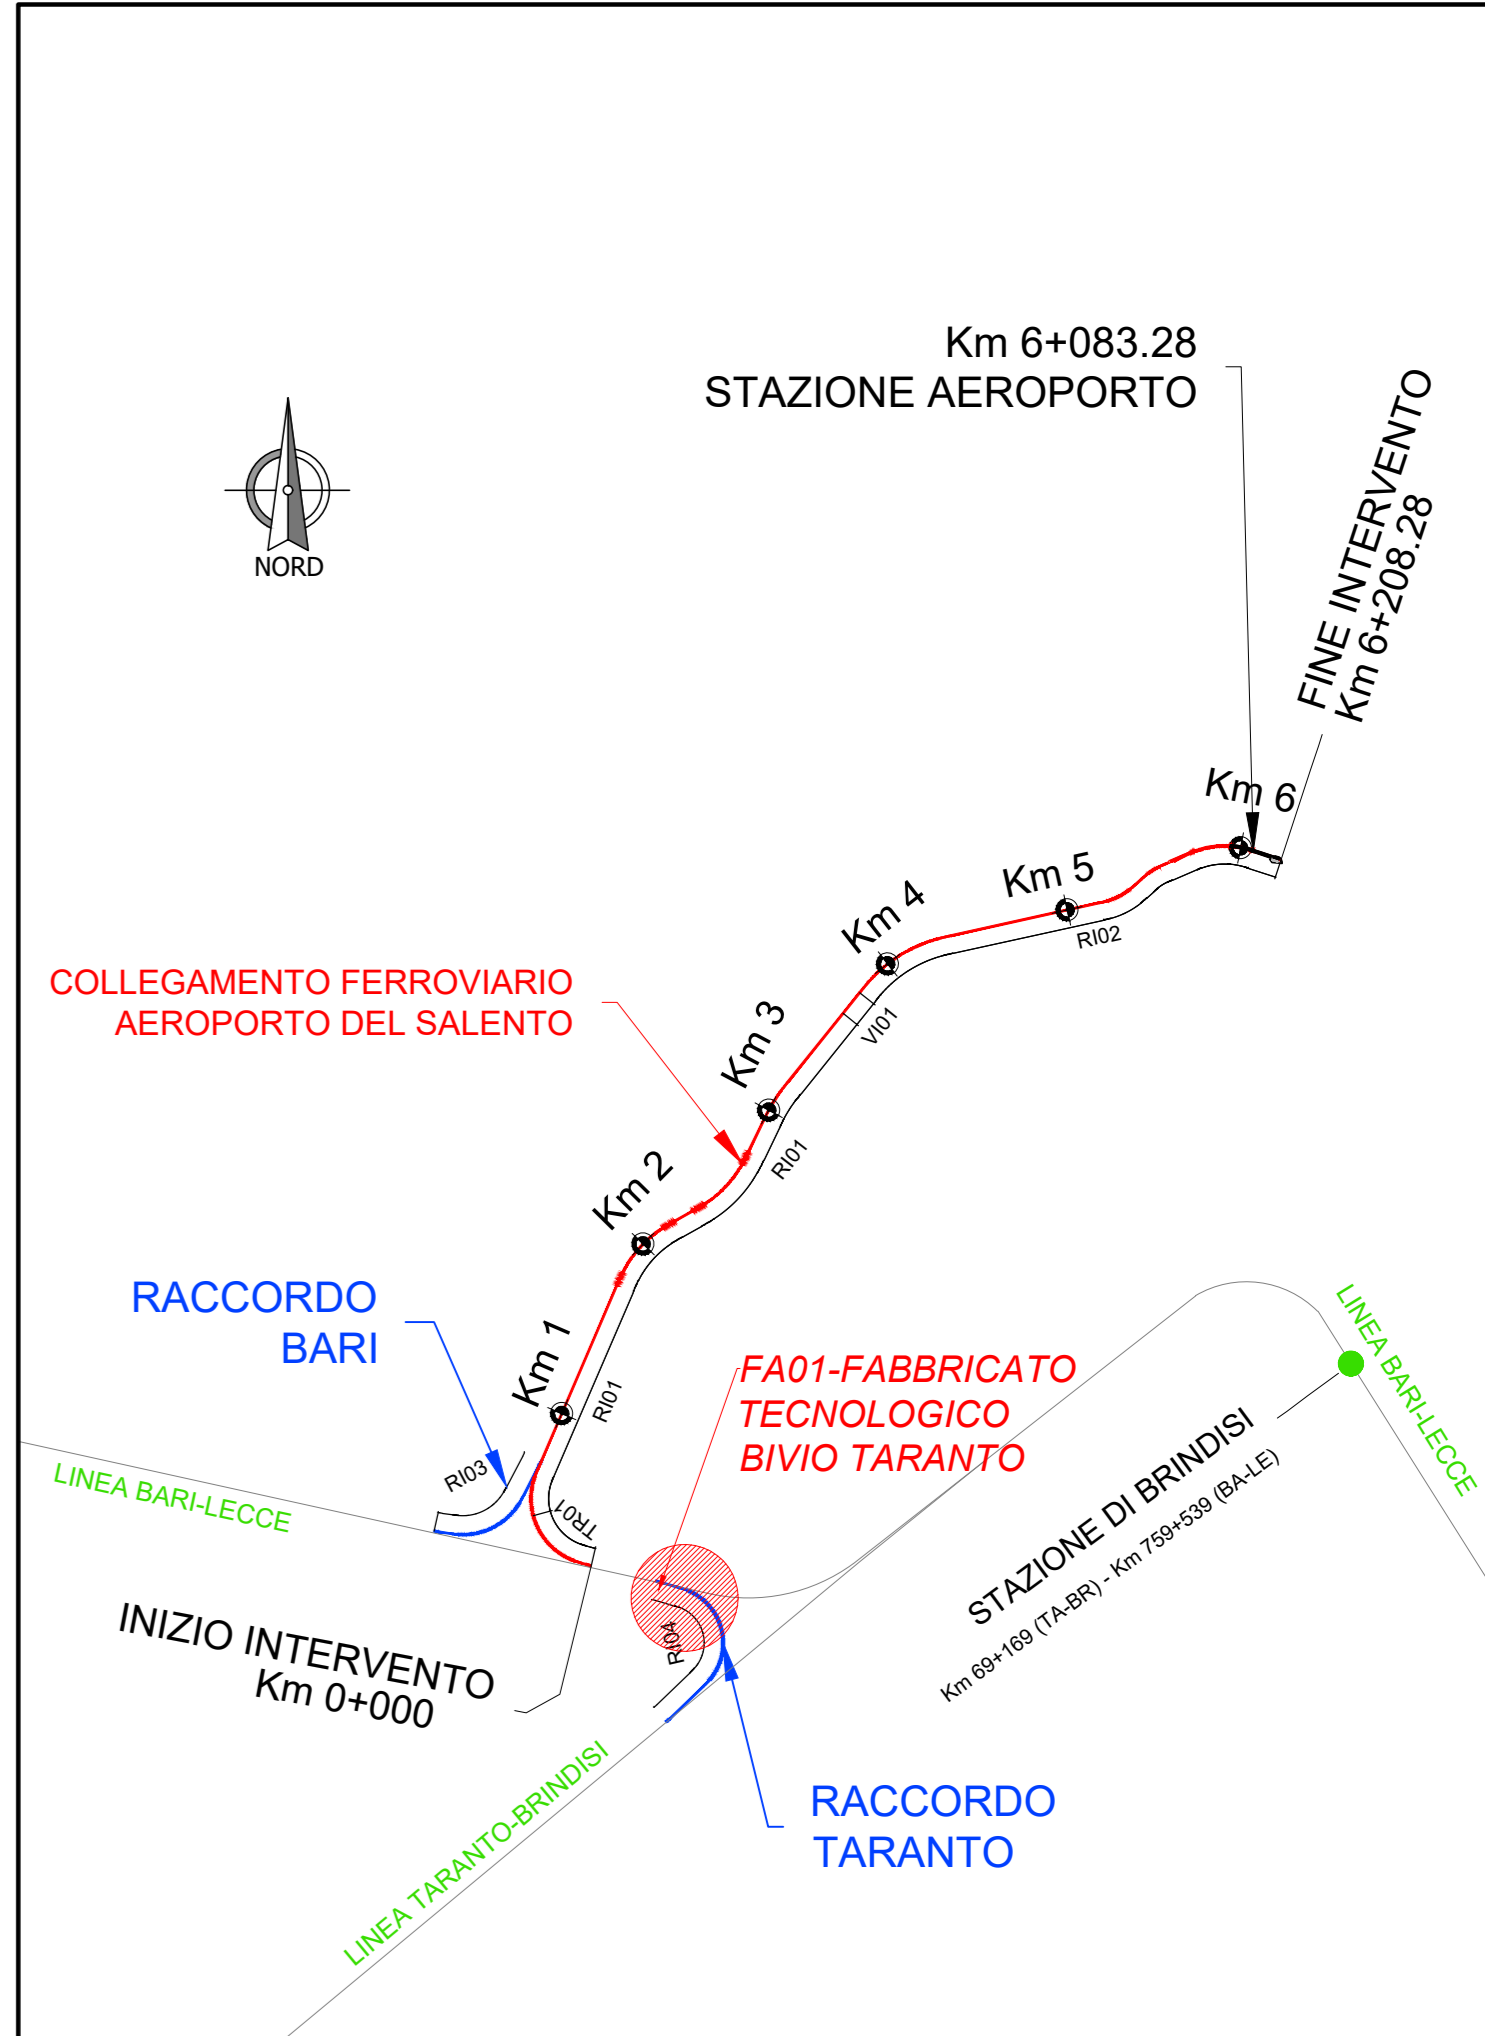 Km 6+083.28
STAZIONE AEROPORTO
FINE INTERVENTO
Km 6+208.28
NORD
Km 6
Km 5
RI02
Km 4
VI01
COLLEGAMENTO FERROVIARIO
AEROPORTO DEL SALENTO
Km 3
RI01
Km 2
RACCORDO
BARI
Km 1
RI01
FA01-FABBRICATO
TECNOLOGICO
BIVIO TARANTO
LINEA BARI-LECCE
STAZIONE DI BRINDISI
Km 69+169 (TA-BR) - Km 759+539 (BA-LE)
RI03
LINEA BARI-LECCE
TR01
RI04
INIZIO INTERVENTO
Km 0+000
LINEA TARANTO-BRINDISI
RACCORDO
TARANTO